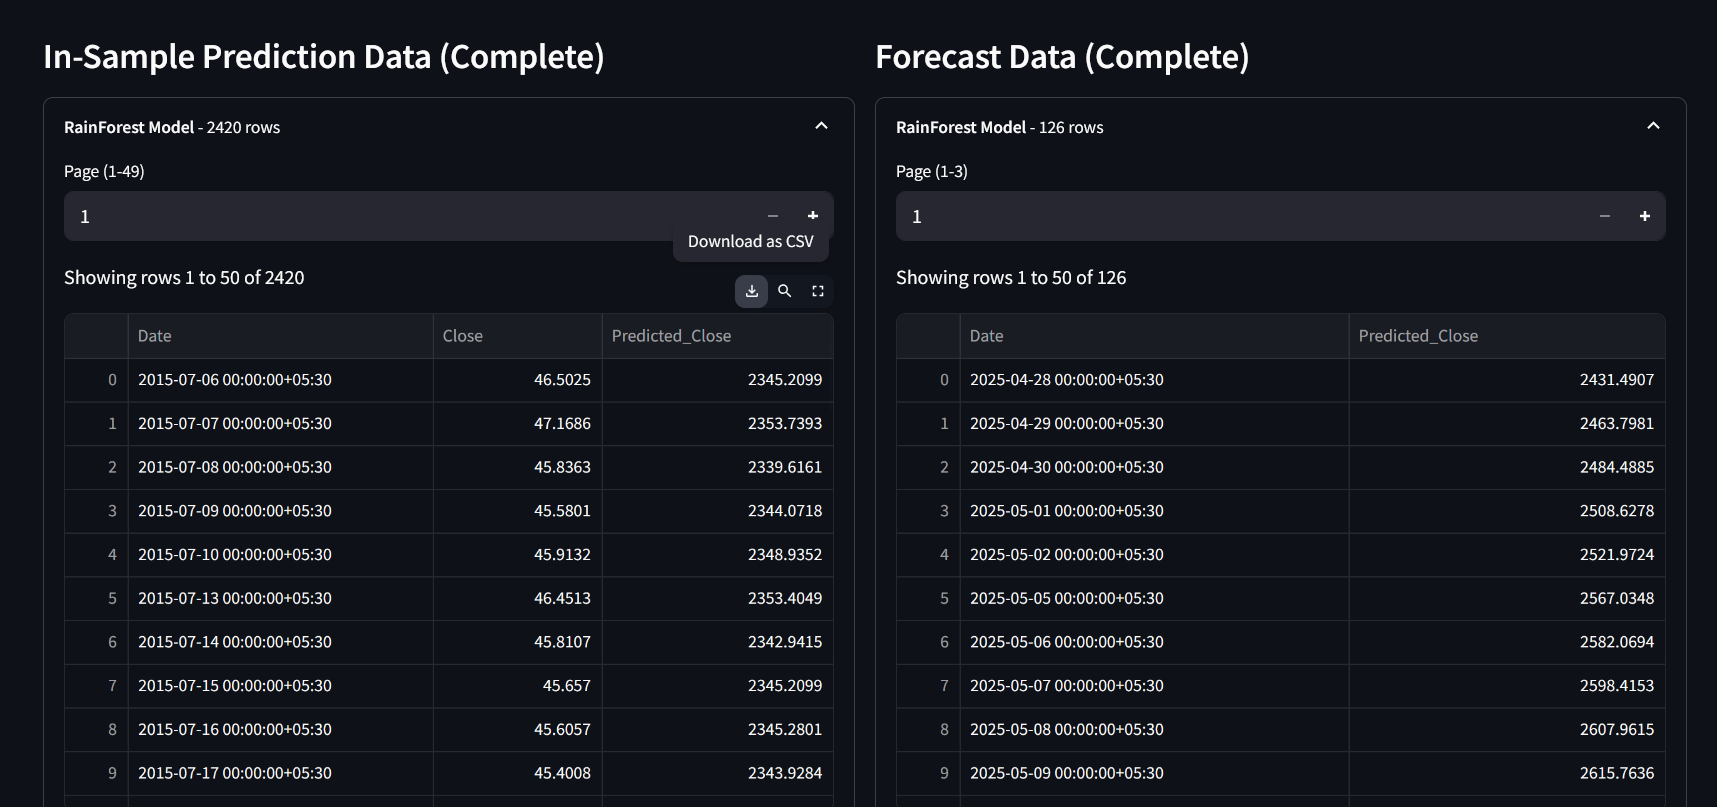 In-Sample Prediction Data (Complete)
RainForest Model - 2420 rows
Page (1-49)
1
Download as CSV
Showing rows 1 to 50 of 2420
Date Close Predicted_Close
0 2015-07-06 00:00:00+05:30 46.5025 2345.2099
1 2015-07-07 00:00:00+05:30 47.1686 2353.7393
2 2015-07-08 00:00:00+05:30 45.8363 2339.6161
3 2015-07-09 00:00:00+05:30 45.5801 2344.0718
4 2015-07-10 00:00:00+05:30 45.9132 2348.9352
5 2015-07-13 00:00:00+05:30 46.4513 2353.4049
6 2015-07-14 00:00:00+05:30 45.8107 2342.9415
7 2015-07-15 00:00:00+05:30 45.657 2345.2099
8 2015-07-16 00:00:00+05:30 45.6057 2345.2801
9 2015-07-17 00:00:00+05:30 45.4008 2343.9284
Forecast Data (Complete)
RainForest Model - 126 rows
Page (1-3)
1
Showing rows 1 to 50 of 126
Date Predicted_Close
0 2025-04-28 00:00:00+05:30 2431.4907
1 2025-04-29 00:00:00+05:30 2463.7981
2 2025-04-30 00:00:00+05:30 2484.4885
3 2025-05-01 00:00:00+05:30 2508.6278
4 2025-05-02 00:00:00+05:30 2521.9724
5 2025-05-05 00:00:00+05:30 2567.0348
6 2025-05-06 00:00:00+05:30 2582.0694
7 2025-05-07 00:00:00+05:30 2598.4153
8 2025-05-08 00:00:00+05:30 2607.9615
9 2025-05-09 00:00:00+05:30 2615.7636